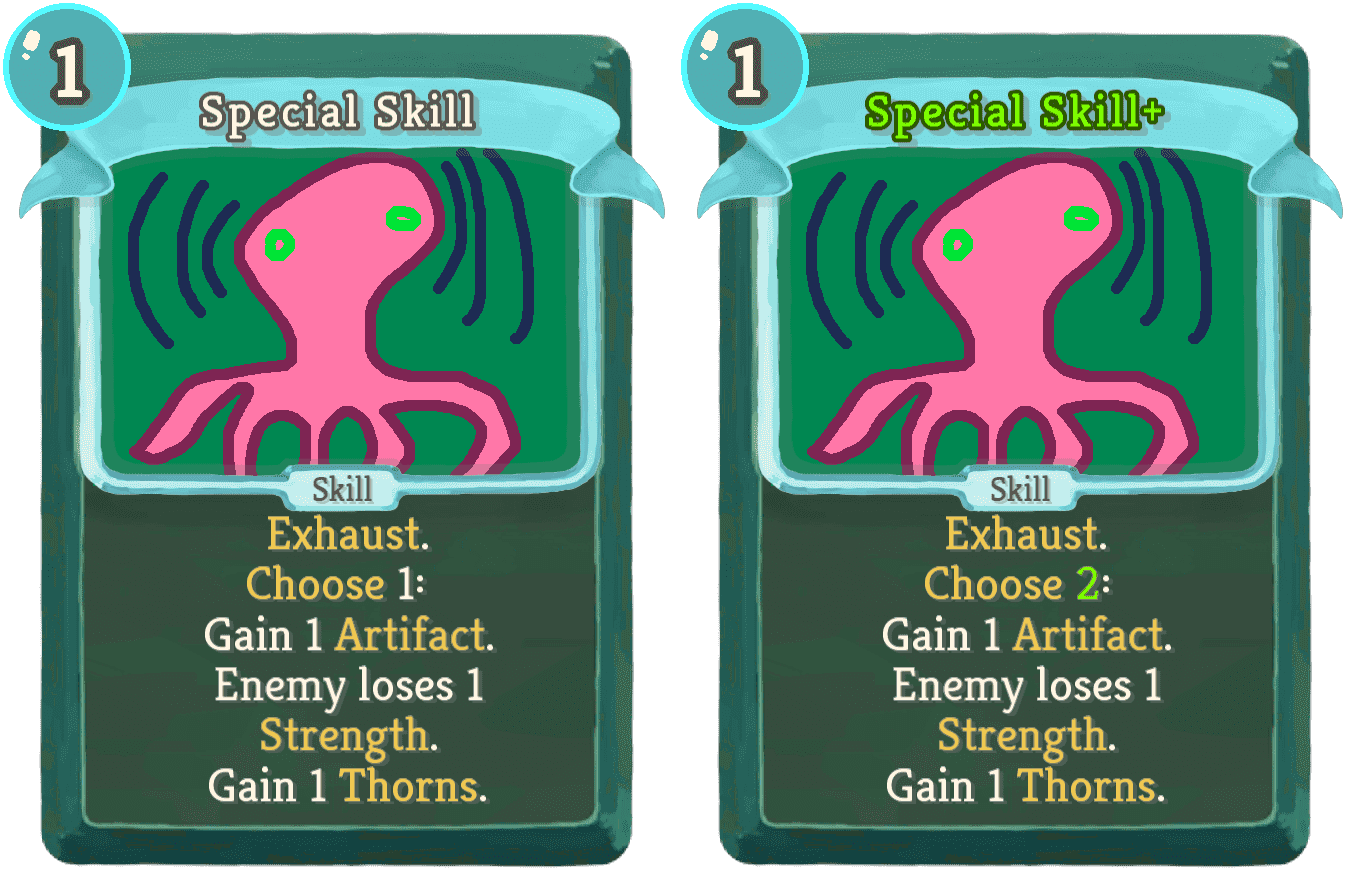 1
Special Skill
Skill
Exhaust.
Choose 1:
Gain 1 Artifact.
Enemy loses 1
Strength.
Gain 1 Thorns.
1
Special Skill+
Skill
Exhaust.
Choose 2:
Gain 1 Artifact.
Enemy loses 1
Strength.
Gain 1 Thorns.